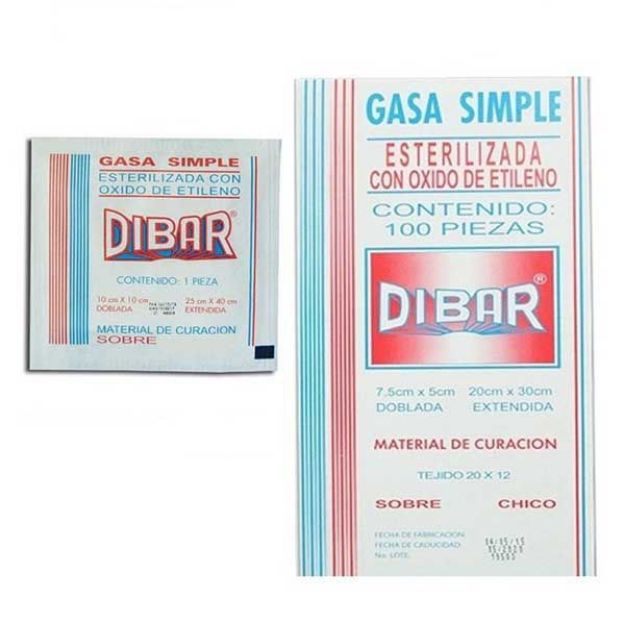 GASA SIMPLE
ESTERILIZADA CON
OXIDO DE ETILENO
DIBAR®
CONTENIDO: 1 PIEZA
10 cm X 10 cm 25 cm X 40 cm
DOBLADA EXTENDIDA
MATERIAL DE CURACION
SOBRE
GASA SIMPLE
ESTERILIZADA
CON OXIDO DE ETILENO
CONTENIDO:
100 PIEZAS
DIBAR®
7.5cm x 5cm 20cm x 30cm
DOBLADA EXTENDIDA
MATERIAL DE CURACION
TEJIDO 20 X 12
SOBRE CHICO
FECHA DE FABRICACION:
FECHA DE CADUCIDAD:
No. LOTE.